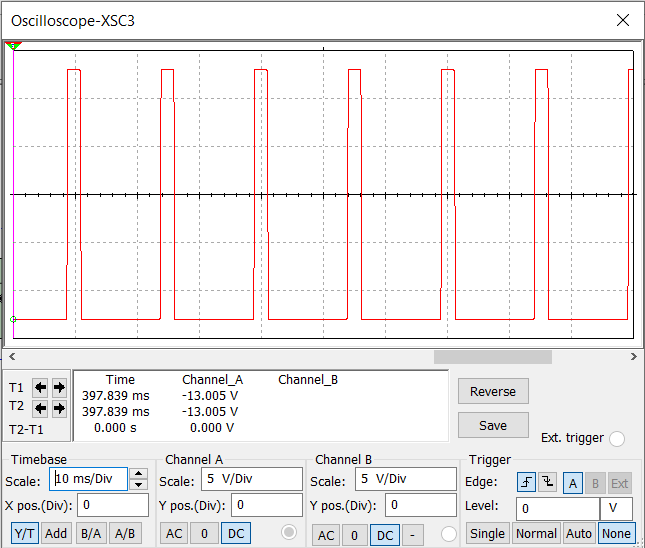 Oscilloscope-XSC3
Time Channel_A Channel_B
T1 397.839 ms -13.005 V
T2 397.839 ms -13.005 V
T2-T1 0.000 s 0.000 V
Reverse
Save
Ext. trigger
Timebase
Scale: 10 ms/Div
X pos.(Div): 0
Y/T Add B/A A/B
Channel A
Scale: 5 V/Div
Y pos.(Div): 0
AC 0 DC
Channel B
Scale: 5 V/Div
Y pos.(Div): 0
AC 0 DC -
Trigger
Edge: A B Ext
Level: 0 V
Single Normal Auto None